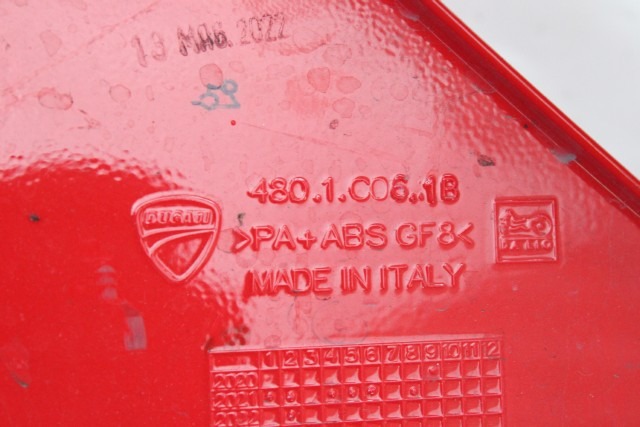 13 MAG. 2022
480.1.C06.1B
DUCATI
>PA+ABS GF8<
MADE IN ITALY
1 2 3 4 5 6 7 8 9 10 11 12
2020
2021